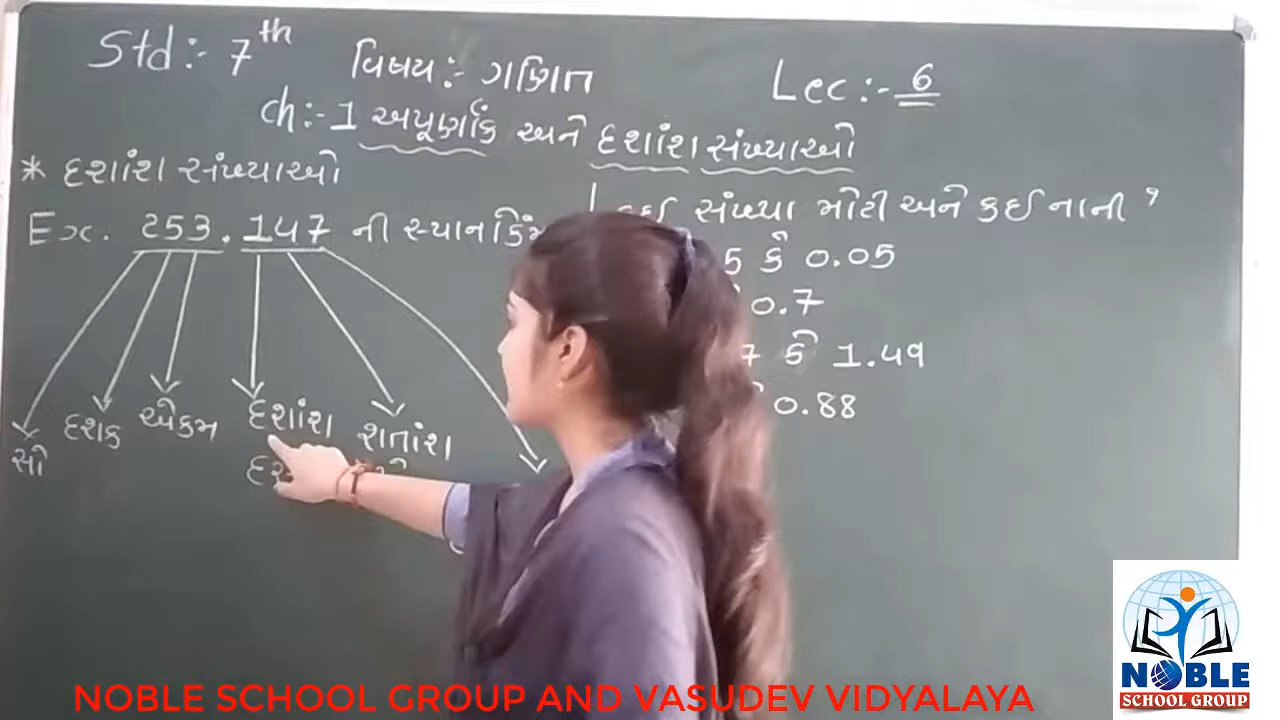 Std:- 7th
વિષય:- ગણિત
Lec:- 6
ch:- 1 અપૂર્ણાંક અને દશાંશ સંખ્યાઓ
* દશાંશ સંખ્યાઓ
Ex. 253.147 ની
સો
દશક
એકમ
દશાંશ
શતાંશ
સંખ્યા મોટી અને કઈ નાની ?
5 કે 0.05
0.7
7 કે 1.49
0.88
NOBLE SCHOOL GROUP AND VASUDEV VIDYALAYA
NOBLE
SCHOOL GROUP